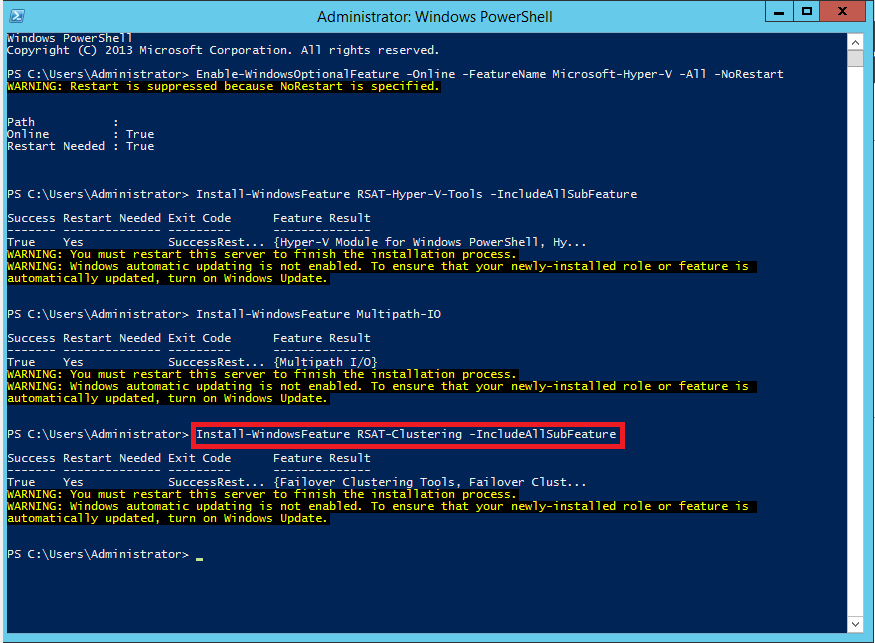 Administrator: Windows PowerShell
Windows PowerShell
Copyright (C) 2013 Microsoft Corporation. All rights reserved.
PS C:\Users\Administrator> Enable-WindowsOptionalFeature -Online -FeatureName Microsoft-Hyper-V -All -NoRestart
WARNING: Restart is suppressed because NoRestart is specified.
Path          :
Online        : True
Restart Needed : True
PS C:\Users\Administrator> Install-WindowsFeature RSAT-Hyper-V-Tools -IncludeAllSubFeature
Success Restart Needed Exit Code      Feature Result
------- -------------- ---------      --------------
True    Yes            SuccessRest... {Hyper-V Module for Windows PowerShell, Hy...
WARNING: You must restart this server to finish the installation process.
WARNING: Windows automatic updating is not enabled. To ensure that your newly-installed role or feature is
automatically updated, turn on Windows Update.
PS C:\Users\Administrator> Install-WindowsFeature Multipath-IO
Success Restart Needed Exit Code      Feature Result
------- -------------- ---------      --------------
True    Yes            SuccessRest... {Multipath I/O}
WARNING: You must restart this server to finish the installation process.
WARNING: Windows automatic updating is not enabled. To ensure that your newly-installed role or feature is
automatically updated, turn on Windows Update.
PS C:\Users\Administrator> Install-WindowsFeature RSAT-Clustering -IncludeAllSubFeature
Success Restart Needed Exit Code      Feature Result
------- -------------- ---------      --------------
True    Yes            SuccessRest... {Failover Clustering Tools, Failover Clust...
WARNING: You must restart this server to finish the installation process.
WARNING: Windows automatic updating is not enabled. To ensure that your newly-installed role or feature is
automatically updated, turn on Windows Update.
PS C:\Users\Administrator> _